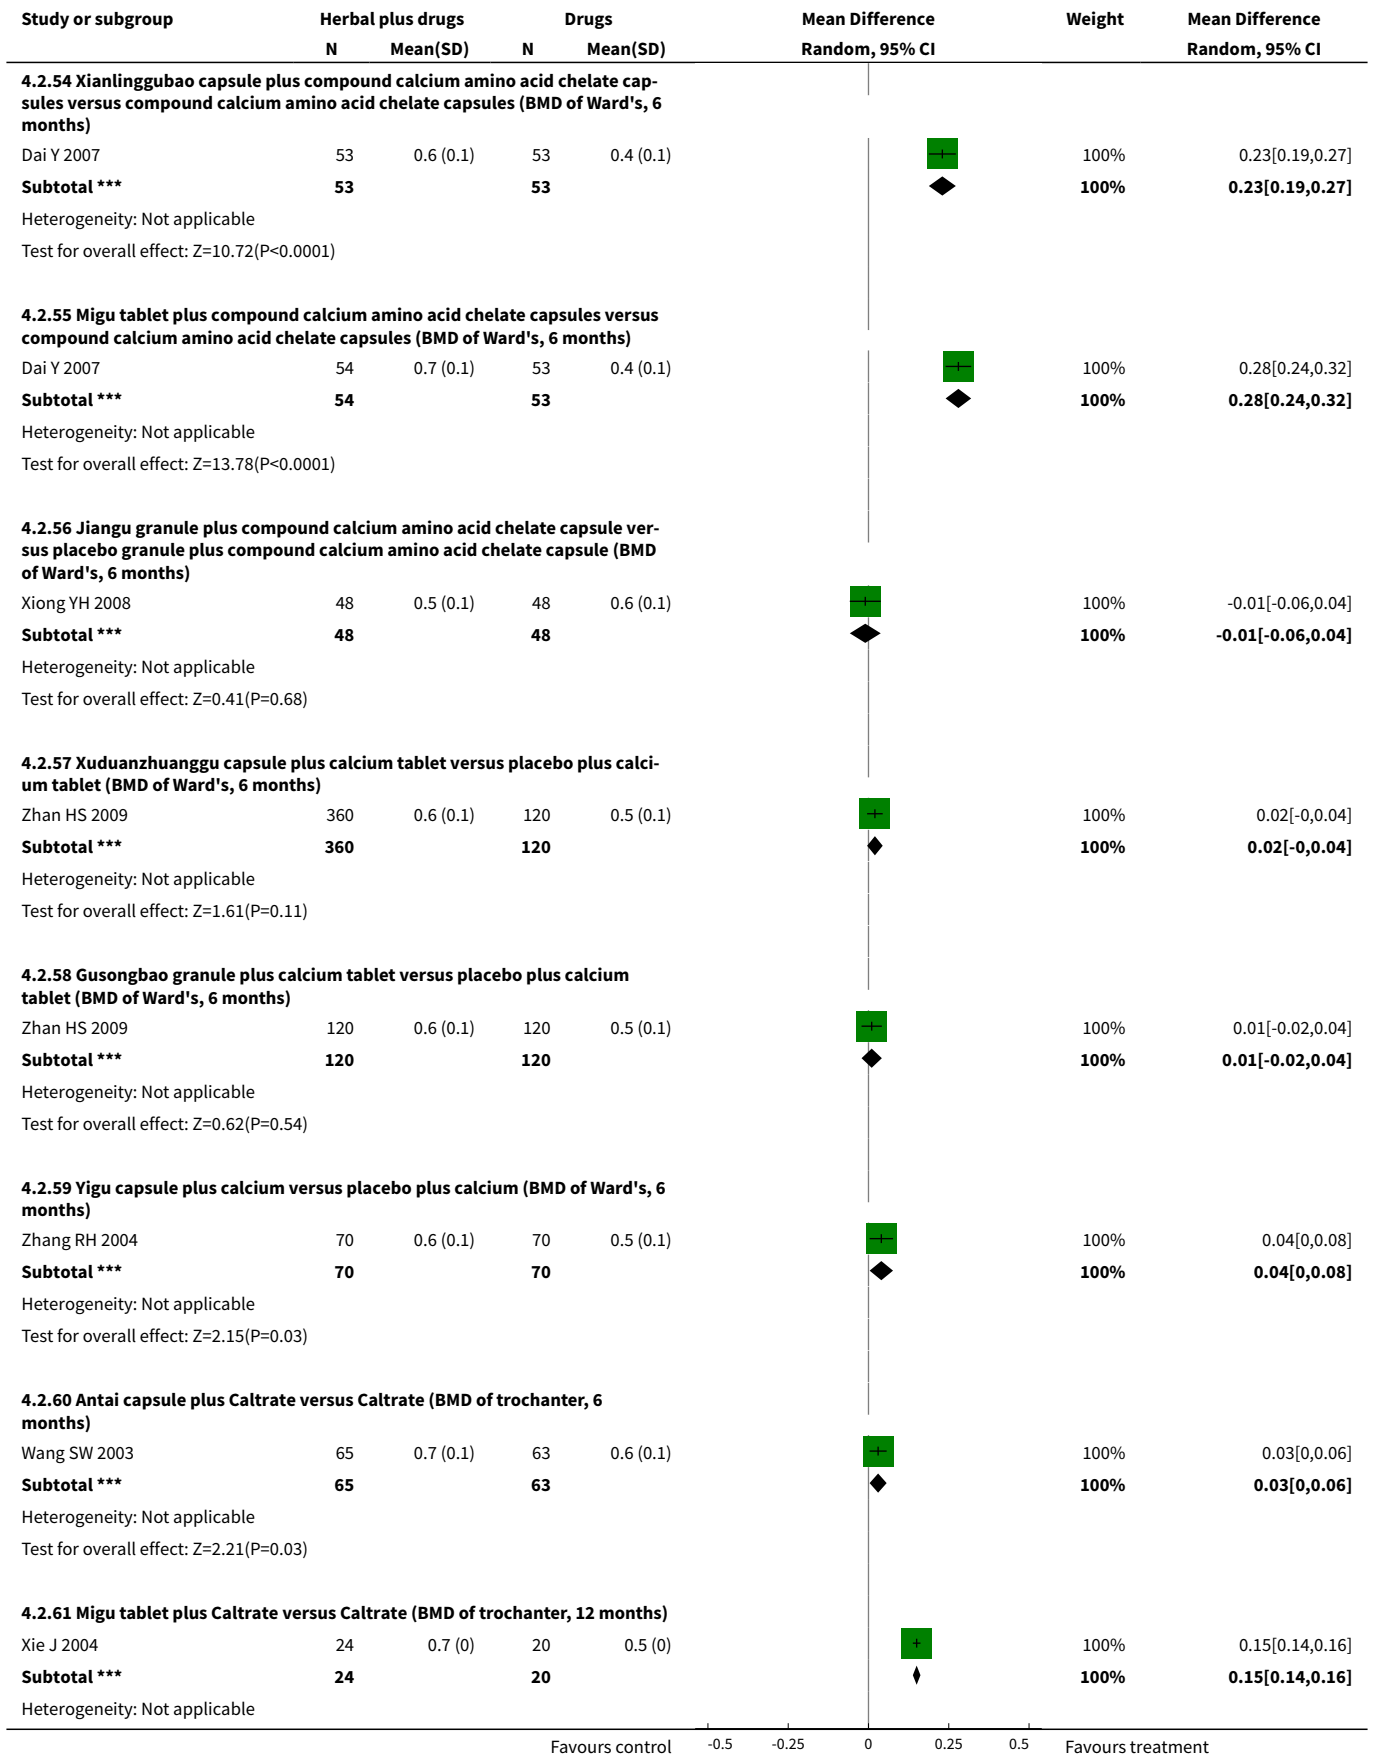 Study or subgroup Herbal plus drugs Drugs Mean Difference Weight Mean Difference
N Mean(SD) N Mean(SD) Random, 95% CI Random, 95% CI
4.2.54 Xianlinggubao capsule plus compound calcium amino acid chelate cap-
sules versus compound calcium amino acid chelate capsules (BMD of Ward's, 6
months)
Dai Y 2007 53 0.6 (0.1) 53 0.4 (0.1) 100% 0.23[0.19,0.27]
Subtotal *** 53 53 100% 0.23[0.19,0.27]
Heterogeneity: Not applicable
Test for overall effect: Z=10.72(P<0.0001)
4.2.55 Migu tablet plus compound calcium amino acid chelate capsules versus
compound calcium amino acid chelate capsules (BMD of Ward's, 6 months)
Dai Y 2007 54 0.7 (0.1) 53 0.4 (0.1) 100% 0.28[0.24,0.32]
Subtotal *** 54 53 100% 0.28[0.24,0.32]
Heterogeneity: Not applicable
Test for overall effect: Z=13.78(P<0.0001)
4.2.56 Jiangu granule plus compound calcium amino acid chelate capsule ver-
sus placebo granule plus compound calcium amino acid chelate capsule (BMD
of Ward's, 6 months)
Xiong YH 2008 48 0.5 (0.1) 48 0.6 (0.1) 100% -0.01[-0.06,0.04]
Subtotal *** 48 48 100% -0.01[-0.06,0.04]
Heterogeneity: Not applicable
Test for overall effect: Z=0.41(P=0.68)
4.2.57 Xuduanzhuanggu capsule plus calcium tablet versus placebo plus calci-
um tablet (BMD of Ward's, 6 months)
Zhan HS 2009 360 0.6 (0.1) 120 0.5 (0.1) 100% 0.02[-0,0.04]
Subtotal *** 360 120 100% 0.02[-0,0.04]
Heterogeneity: Not applicable
Test for overall effect: Z=1.61(P=0.11)
4.2.58 Gusongbao granule plus calcium tablet versus placebo plus calcium
tablet (BMD of Ward's, 6 months)
Zhan HS 2009 120 0.6 (0.1) 120 0.5 (0.1) 100% 0.01[-0.02,0.04]
Subtotal *** 120 120 100% 0.01[-0.02,0.04]
Heterogeneity: Not applicable
Test for overall effect: Z=0.62(P=0.54)
4.2.59 Yigu capsule plus calcium versus placebo plus calcium (BMD of Ward's, 6
months)
Zhang RH 2004 70 0.6 (0.1) 70 0.5 (0.1) 100% 0.04[0,0.08]
Subtotal *** 70 70 100% 0.04[0,0.08]
Heterogeneity: Not applicable
Test for overall effect: Z=2.15(P=0.03)
4.2.60 Antai capsule plus Caltrate versus Caltrate (BMD of trochanter, 6
months)
Wang SW 2003 65 0.7 (0.1) 63 0.6 (0.1) 100% 0.03[0,0.06]
Subtotal *** 65 63 100% 0.03[0,0.06]
Heterogeneity: Not applicable
Test for overall effect: Z=2.21(P=0.03)
4.2.61 Migu tablet plus Caltrate versus Caltrate (BMD of trochanter, 12 months)
Xie J 2004 24 0.7 (0) 20 0.5 (0) 100% 0.15[0.14,0.16]
Subtotal *** 24 20 100% 0.15[0.14,0.16]
Heterogeneity: Not applicable
Favours control -0.5 -0.25 0 0.25 0.5 Favours treatment